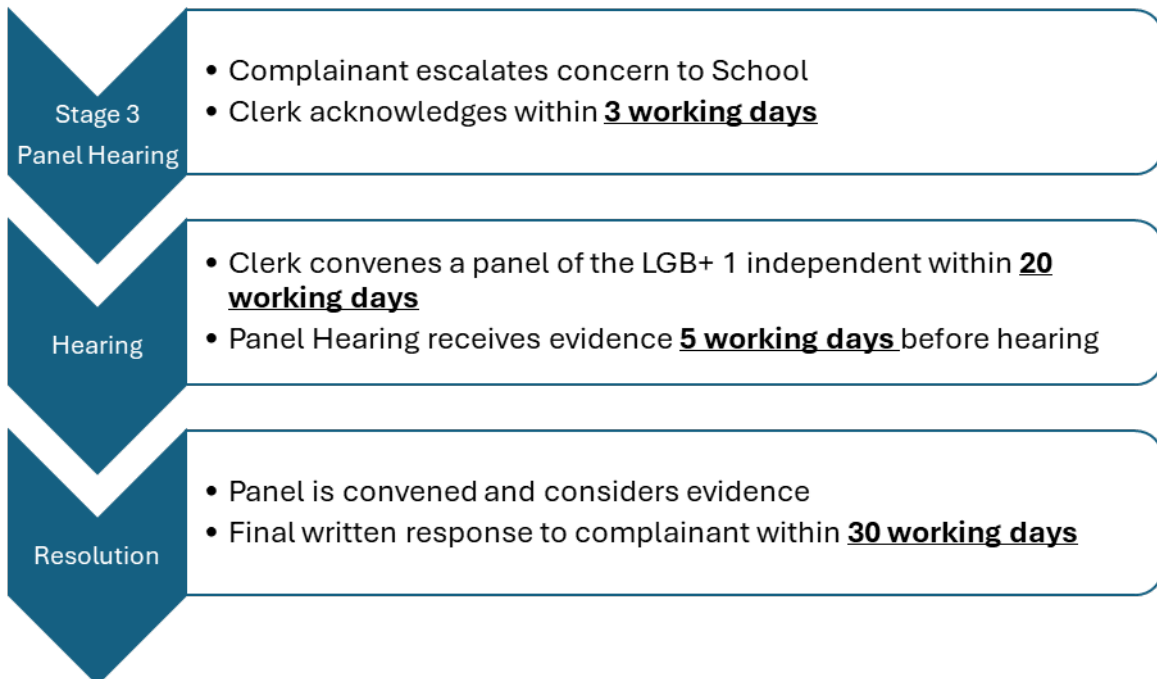 Stage 3
Panel Hearing
• Complainant escalates concern to School
• Clerk acknowledges within 3 working days
Hearing
• Clerk convenes a panel of the LGB+ 1 independent within 20
working days
• Panel Hearing receives evidence 5 working days before hearing
Resolution
• Panel is convened and considers evidence
• Final written response to complainant within 30 working days